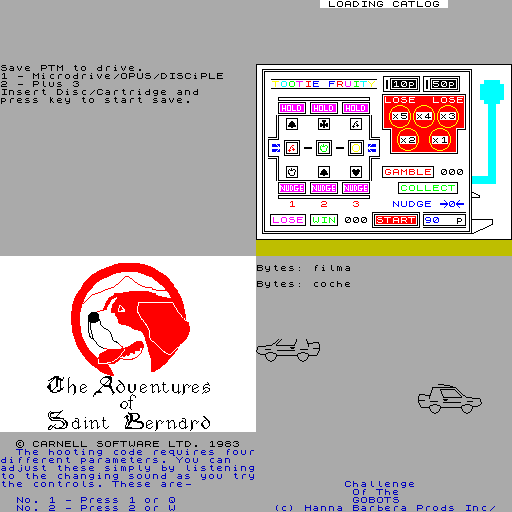 LOADING CATLOG
Save PTM to drive.
1 - Microdrive/OPUS/DISCiPLE
2 - Plus 3
Insert Disc/Cartridge and
press key to start save.
OOTIE FRUIT
10p 50p
LOSE LOSE
HOLD HOLD HOLD
x5 x4 x3
x2 x1
GAMBLE 000
NUDGE NUDGE NUDGE
COLLECT
1 2 3
NUDGE →0←
LOSE WIN 000 START 90 p
Bytes: filma
Bytes: coche
The Adventures
of
Saint Bernard
© CARNELL SOFTWARE LTD. 1983
The hooting code requires four
different parameters. You can
adjust these simply by listening
to the changing sound as you try
the controls. These are-
No. 1 - Press 1 or Q
No. 2 - Press 2 or W
Challenge
Of The
GOBOTS
(c) Hanna Barbera Prods Inc/